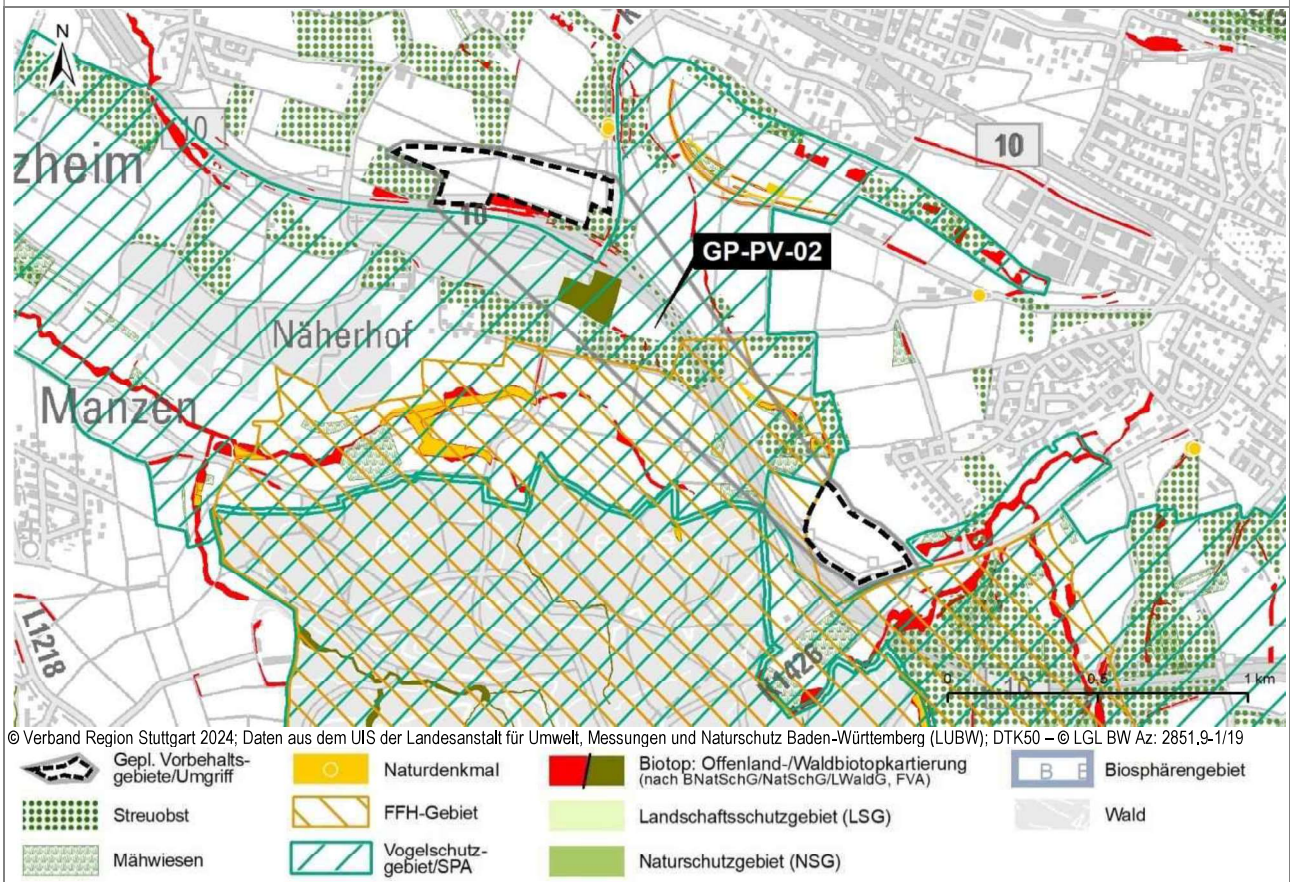 N
10
zheim
10
10
GP-PV-02
Näherhof
Manzen
L1218
K1426
0 0,5 1 km
© Verband Region Stuttgart 2024; Daten aus dem UIS der Landesanstalt für Umwelt, Messungen und Naturschutz Baden-Württemberg (LUBW); DTK50 – © LGL BW Az: 2851.9-1/19
Gepl. Vorbehalts-
gebiete/Umgriff
Naturdenkmal
Biotop: Offenland-/Waldbiotopkartierung
(nach BNatSchG/NatSchG/LWaldG, FVA)
B B
Biosphärengebiet
Streuobst
FFH-Gebiet
Landschaftsschutzgebiet (LSG)
Wald
Mähwiesen
Vogelschutz-
gebiet/SPA
Naturschutzgebiet (NSG)